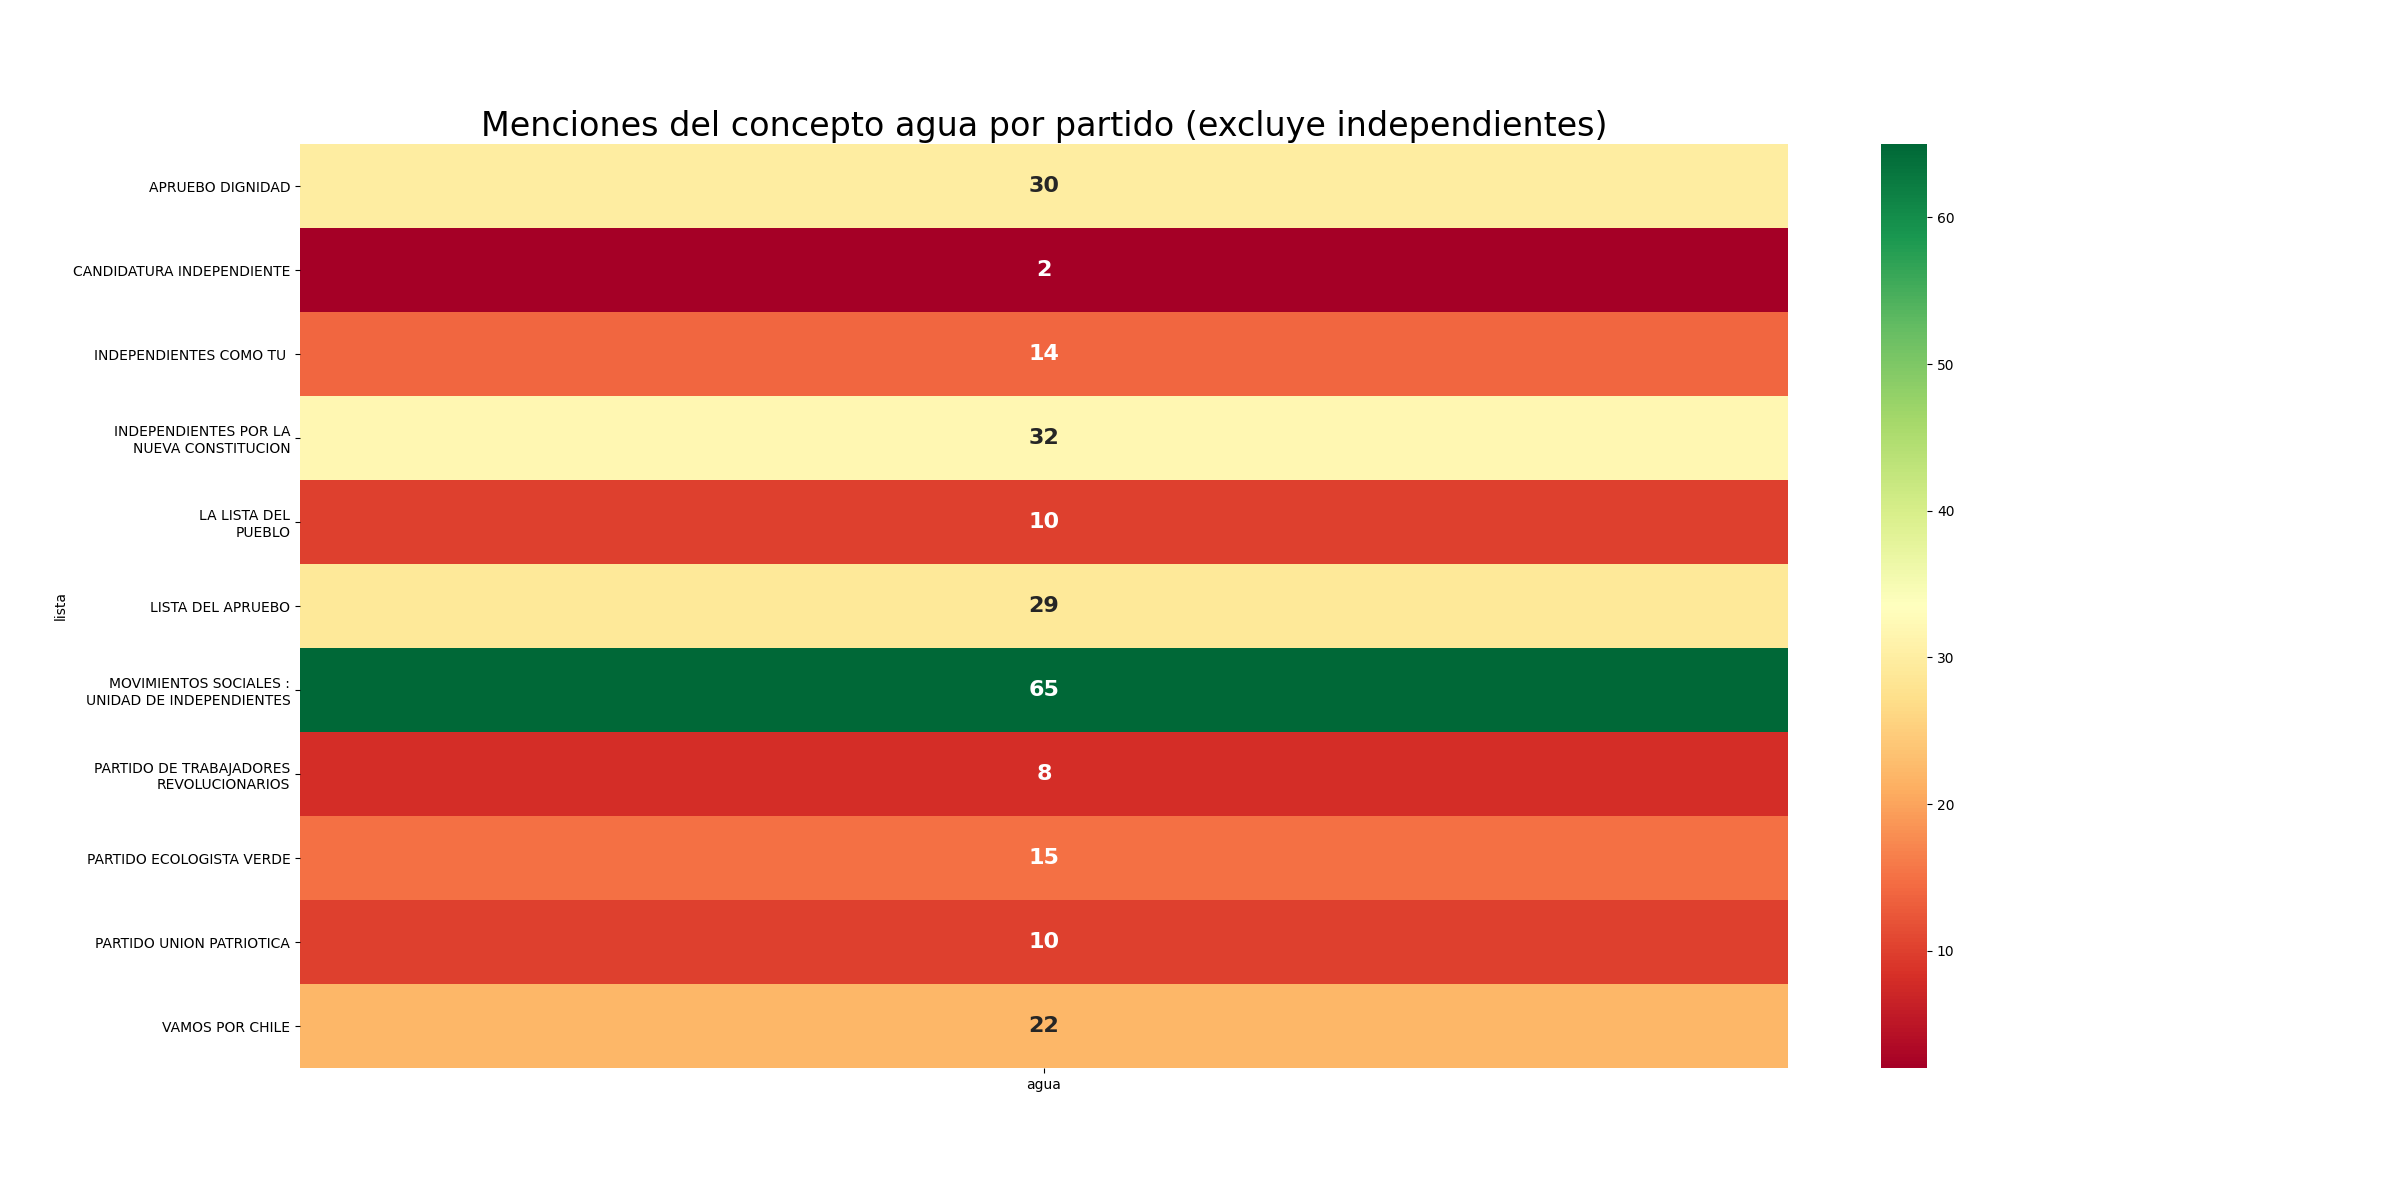 Menciones del concepto agua por partido (excluye independientes)
lista
APRUEBO DIGNIDAD
30
CANDIDATURA INDEPENDIENTE
2
INDEPENDIENTES COMO TU
14
INDEPENDIENTES POR LA
NUEVA CONSTITUCION
32
LA LISTA DEL
PUEBLO
10
LISTA DEL APRUEBO
29
MOVIMIENTOS SOCIALES :
UNIDAD DE INDEPENDIENTES
65
PARTIDO DE TRABAJADORES
REVOLUCIONARIOS
8
PARTIDO ECOLOGISTA VERDE
15
PARTIDO UNION PATRIOTICA
10
VAMOS POR CHILE
22
agua
60
50
40
30
20
10